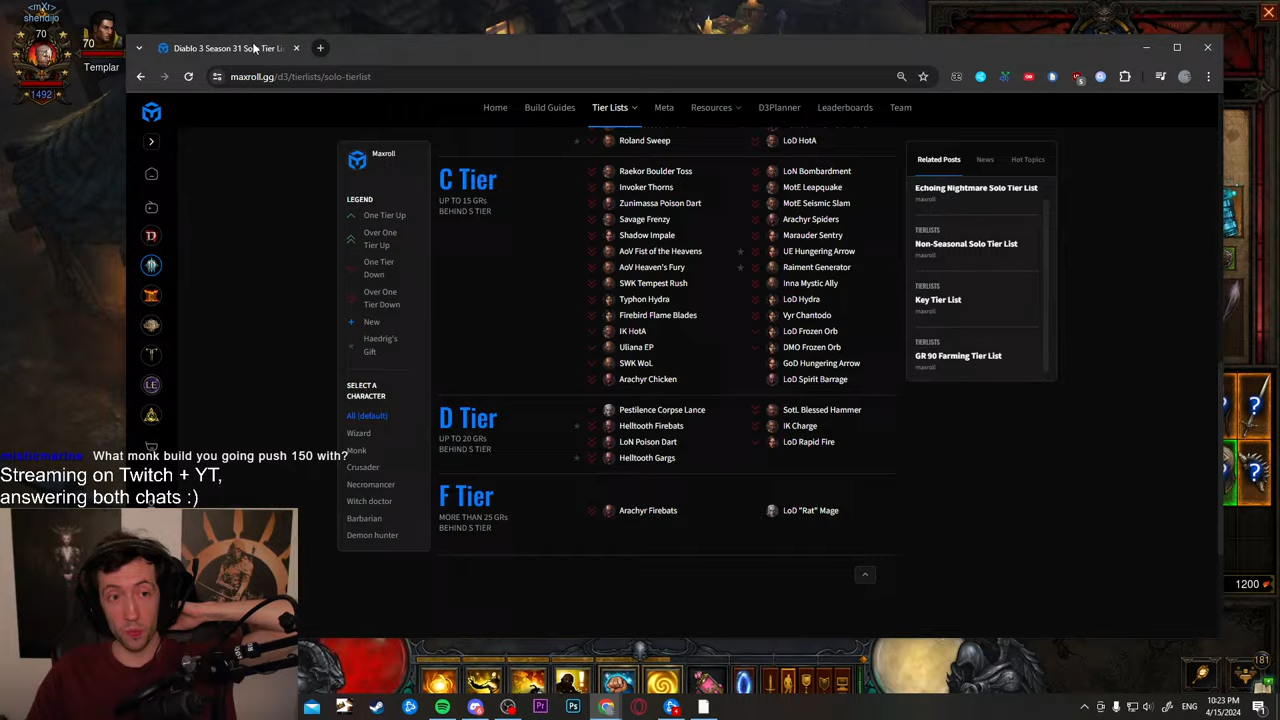 <mXr>
shendijo
70
1492
70
Templar
Diablo 3 Season 31 Solo Tier Li
maxroll.gg/d3/tierlists/solo-tierlist
5
Home
Build Guides
Tier Lists
Meta
Resources
D3Planner
Leaderboards
Team
Maxroll
LEGEND
One Tier Up
Over One
Tier Up
One Tier
Down
Over One
Tier Down
New
Haedrig's
Gift
SELECT A
CHARACTER
All (default)
Wizard
Monk
Crusader
Necromancer
Witch doctor
Barbarian
Demon hunter
Roland Sweep
LoD HotA
C Tier
UP TO 15 GRs
BEHIND S TIER
Raekor Boulder Toss
LoN Bombardment
Invoker Thorns
MotE Leapquake
Zunimassa Poison Dart
MotE Seismic Slam
Savage Frenzy
Arachyr Spiders
Shadow Impale
Marauder Sentry
AoV Fist of the Heavens
UE Hungering Arrow
AoV Heaven's Fury
Raiment Generator
SWK Tempest Rush
Inna Mystic Ally
Typhon Hydra
LoD Hydra
Firebird Flame Blades
Vyr Chantodo
IK HotA
LoD Frozen Orb
Uliana EP
DMO Frozen Orb
SWK WoL
GoD Hungering Arrow
Arachyr Chicken
LoD Spirit Barrage
D Tier
UP TO 20 GRs
BEHIND S TIER
Pestilence Corpse Lance
SotL Blessed Hammer
Helltooth Firebats
IK Charge
LoN Poison Dart
LoD Rapid Fire
Helltooth Gargs
F Tier
MORE THAN 25 GRs
BEHIND S TIER
Arachyr Firebats
LoD "Rat" Mage
Related Posts
News
Hot Topics
Echoing Nightmare Solo Tier List
maxroll
TIERLISTS
Non-Seasonal Solo Tier List
maxroll
TIERLISTS
Key Tier List
maxroll
TIERLISTS
GR 90 Farming Tier List
maxroll
What monk build you going push 150 with?
Streaming on Twitch + YT,
answering both chats :)
LE
1200
181
ENG
10:23 PM
4/15/2024